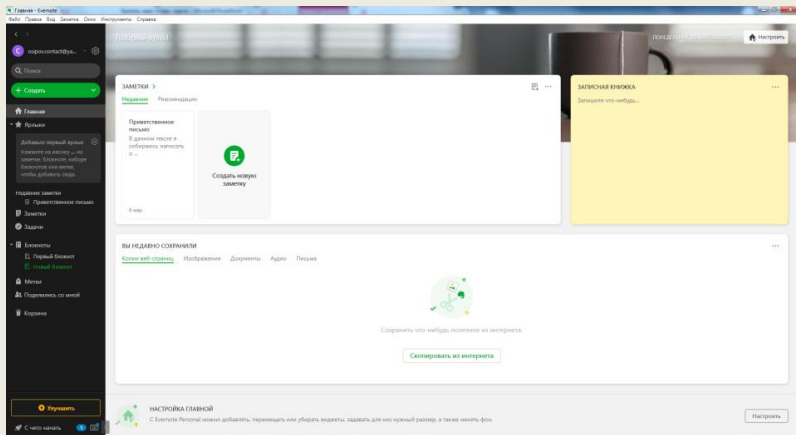 Главная - Evernote
Файл Правка Вид Заметка Окно Инструменты Справка
osipov.contact@ya...
Настроить
Поиск
+ Создать
Главная
Ярлыки
Добавьте первый ярлык
Нажмите на иконку ... на
заметке, блокноте, наборе
блокнотов или метке,
чтобы добавить сюда.
Недавние заметки
Приветственное письмо
Заметки
Задачи
Блокноты
Первый блокнот
Новый блокнот
Метки
Поделились со мной
Корзина
Улучшить
С чего начать
ЗАМЕТКИ >
Недавние Рекомендации
Приветственное
письмо
В данном тексте я
собираюсь написать
о ...
Создать новую
заметку
ЗАПИСНАЯ КНИЖКА
Запишите что-нибудь...
ВЫ НЕДАВНО СОХРАНИЛИ
Копии веб-страниц Изображения Документы Аудио Письма
Сохранить что-нибудь полезное из интернета.
Скопировать из интернета
НАСТРОЙКА ГЛАВНОЙ
С Evernote Personal можно добавлять, перемещать или убирать виджеты, задавать для них нужный размер, а также менять фон.
Настроить